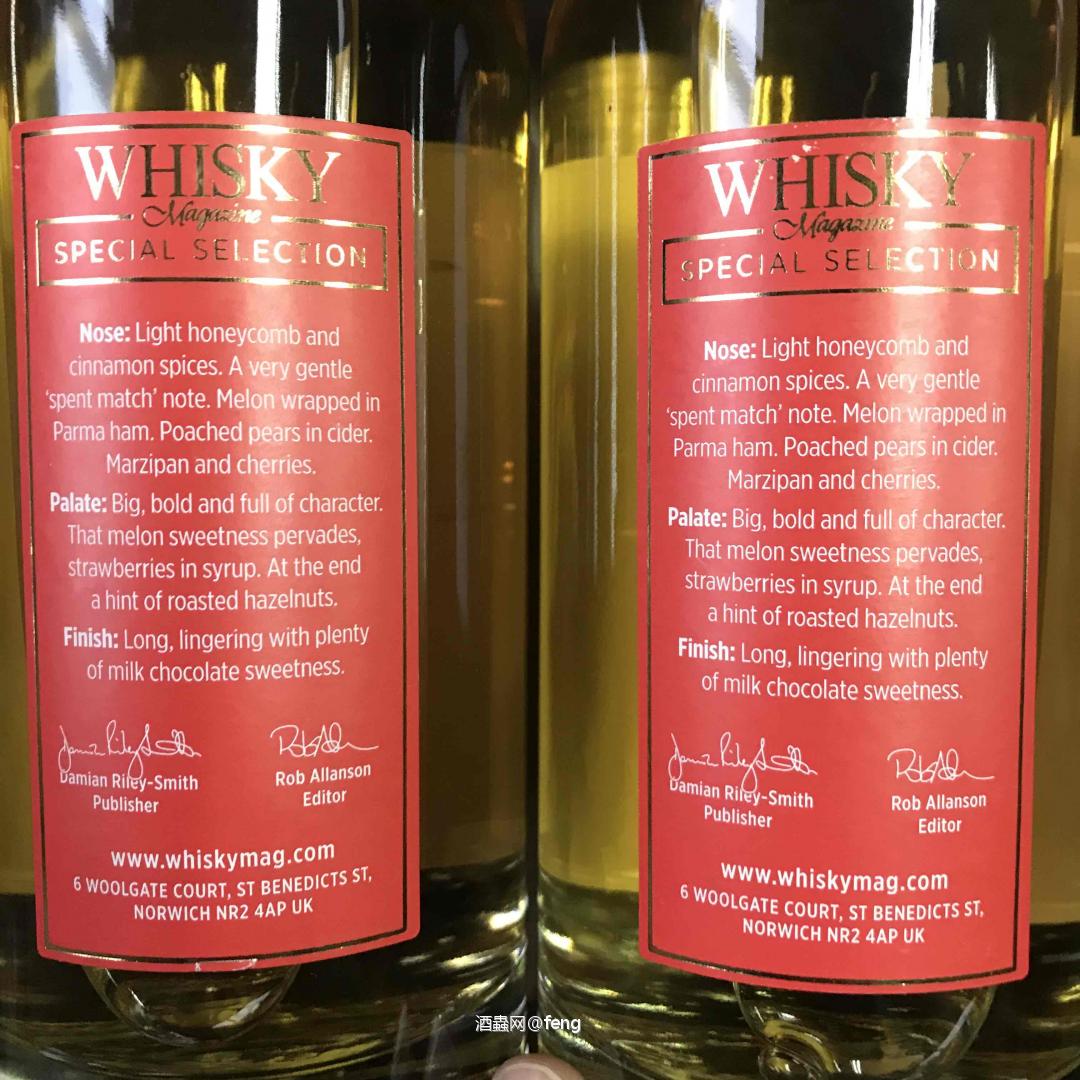 WHISKY
Magazine
SPECIAL SELECTION
Nose: Light honeycomb and
cinnamon spices. A very gentle
‘spent match’ note. Melon wrapped in
Parma ham. Poached pears in cider.
Marzipan and cherries.
Palate: Big, bold and full of character.
That melon sweetness pervades,
strawberries in syrup. At the end
a hint of roasted hazelnuts.
Finish: Long, lingering with plenty
of milk chocolate sweetness.
Damian Riley-Smith
Publisher
Rob Allanson
Editor
www.whiskymag.com
6 WOOLGATE COURT, ST BENEDICTS ST,
NORWICH NR2 4AP UK
WHISKY
Magazine
SPECIAL SELECTION
Nose: Light honeycomb and
cinnamon spices. A very gentle
‘spent match’ note. Melon wrapped in
Parma ham. Poached pears in cider.
Marzipan and cherries.
Palate: Big, bold and full of character.
That melon sweetness pervades,
strawberries in syrup. At the end
a hint of roasted hazelnuts.
Finish: Long, lingering with plenty
of milk chocolate sweetness.
Damian Riley-Smith
Publisher
Rob Allanson
Editor
www.whiskymag.com
6 WOOLGATE COURT, ST BENEDICTS ST,
NORWICH NR2 4AP UK
酒蟲网@feng